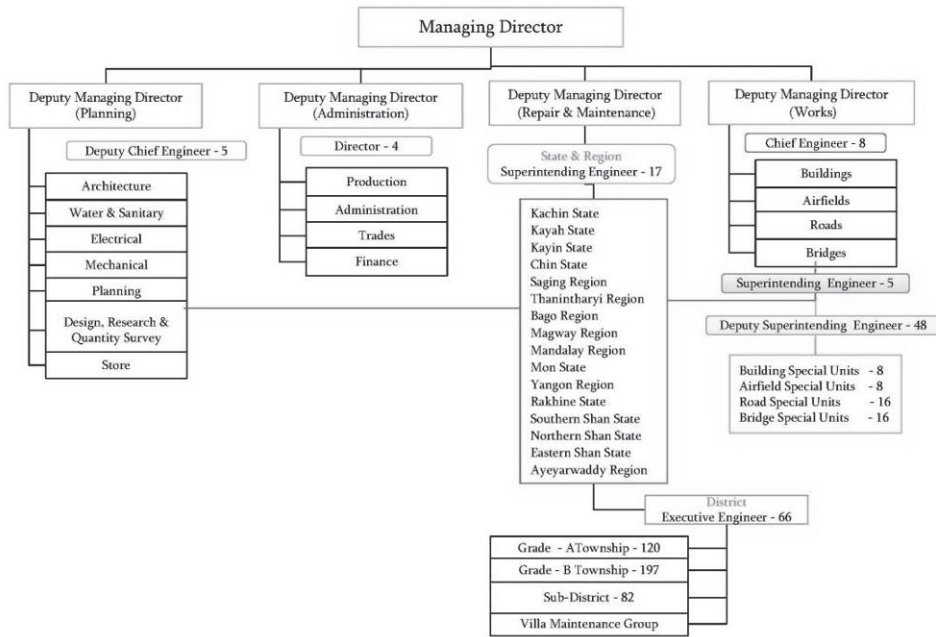 Managing Director
Deputy Managing Director
(Planning)
Deputy Chief Engineer - 5
Architecture
Water & Sanitary
Electrical
Mechanical
Planning
Design, Research &
Quantity Survey
Store
Deputy Managing Director
(Administration)
Director - 4
Production
Administration
Trades
Finance
Deputy Managing Director
(Repair & Maintenance)
State & Region
Superintending Engineer - 17
Kachin State
Kayah State
Kayin State
Chin State
Saging Region
Thanintharyi Region
Bago Region
Magway Region
Mandalay Region
Mon State
Yangon Region
Rakhine State
Southern Shan State
Northern Shan State
Eastern Shan State
Ayeyarwaddy Region
District
Executive Engineer - 66
Grade - ATownship - 120
Grade - B Township - 197
Sub-District - 82
Villa Maintenance Group
Deputy Managing Director
(Works)
Chief Engineer - 8
Buildings
Airfields
Roads
Bridges
Superintending Engineer - 5
Deputy Superintending Engineer - 48
Building Special Units - 8
Airfield Special Units - 8
Road Special Units - 16
Bridge Special Units - 16